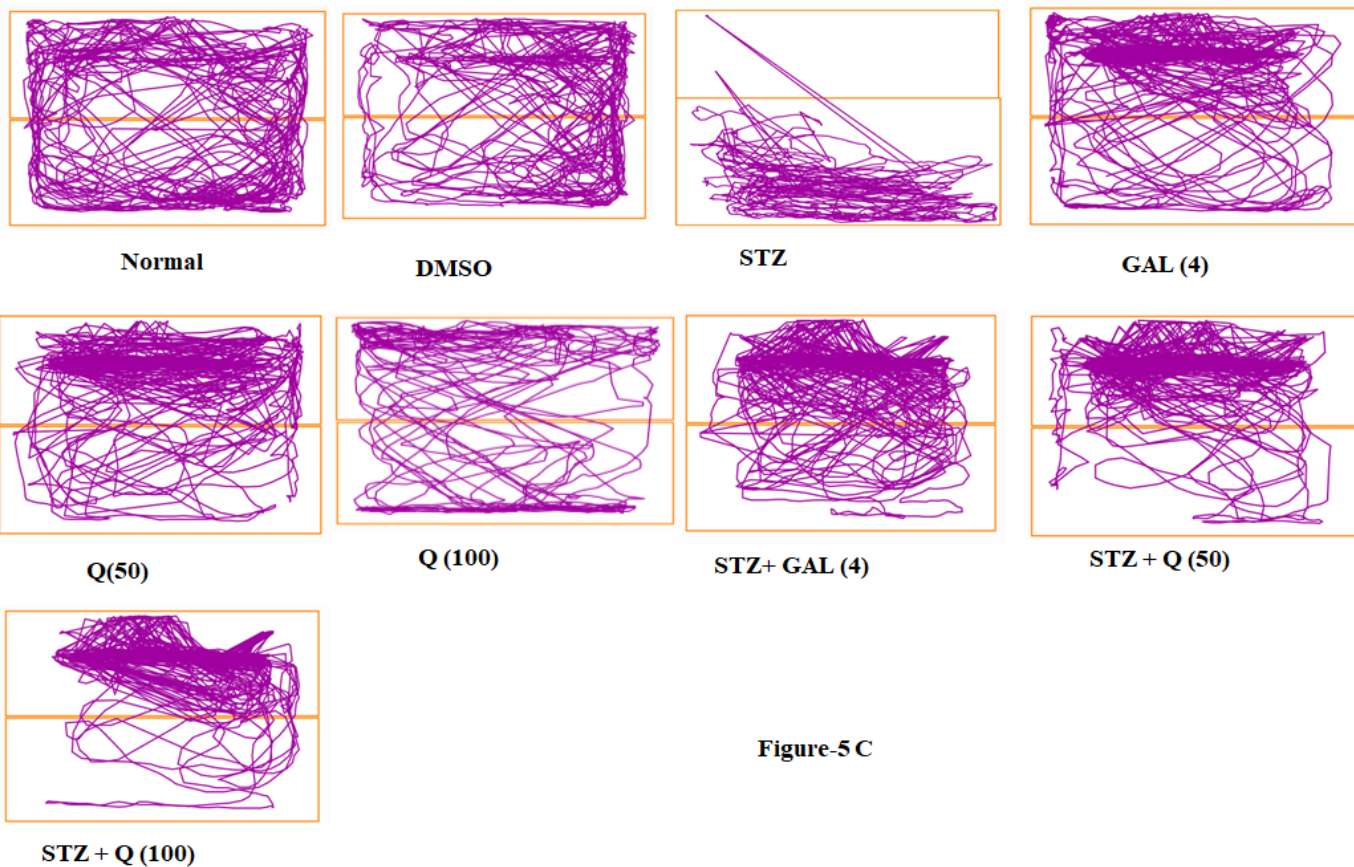 Normal
DMSO
STZ
GAL (4)
Q(50)
Q (100)
STZ+ GAL (4)
STZ + Q (50)
STZ + Q (100)
Figure-5 C